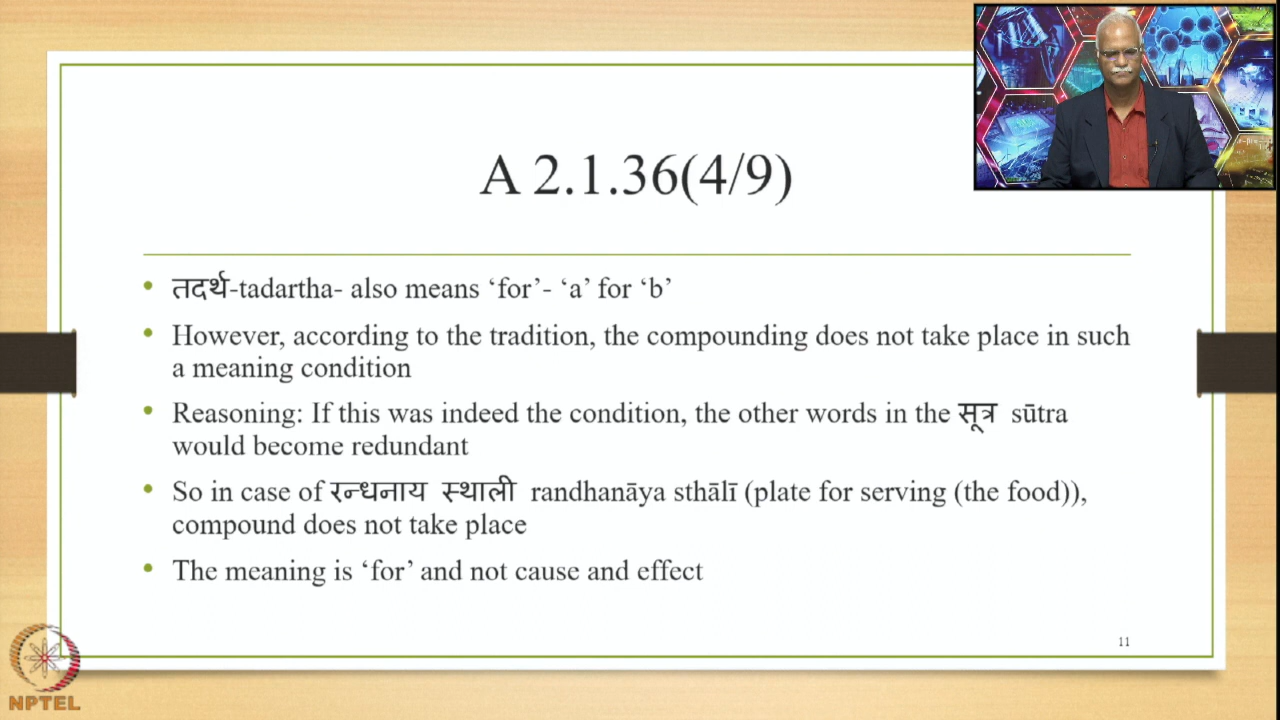 A 2.1.36(4/9)
तदर्थ-tadartha- also means ‘for’- ‘a’ for ‘b’
However, according to the tradition, the compounding does not take place in such
a meaning condition
Reasoning: If this was indeed the condition, the other words in the सूत्र sūtra
would become redundant
So in case of रन्धनाय स्थाली randhanāya sthālī (plate for serving (the food)),
compound does not take place
The meaning is ‘for’ and not cause and effect
11
NPTEL